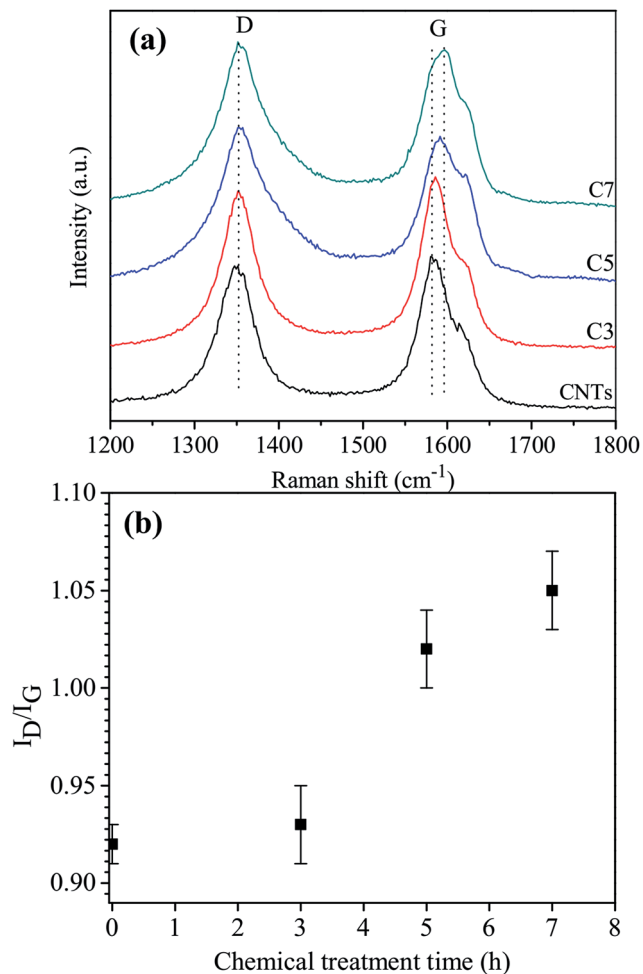 (a)
D
G
C7
C5
C3
CNTs
Intensity (a.u.)
1200 1300 1400 1500 1600 1700 1800
Raman shift (cm⁻¹)
(b)
1.10
1.05
1.00
0.95
0.90
I_D/I_G
0 1 2 3 4 5 6 7 8
Chemical treatment time (h)